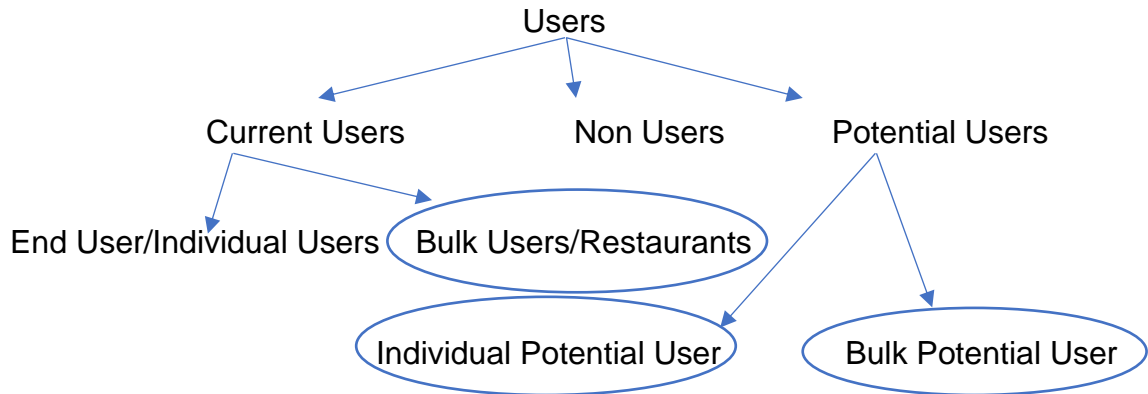 Users
Current Users
Non Users
Potential Users
End User/Individual Users
Bulk Users/Restaurants
Individual Potential User
Bulk Potential User